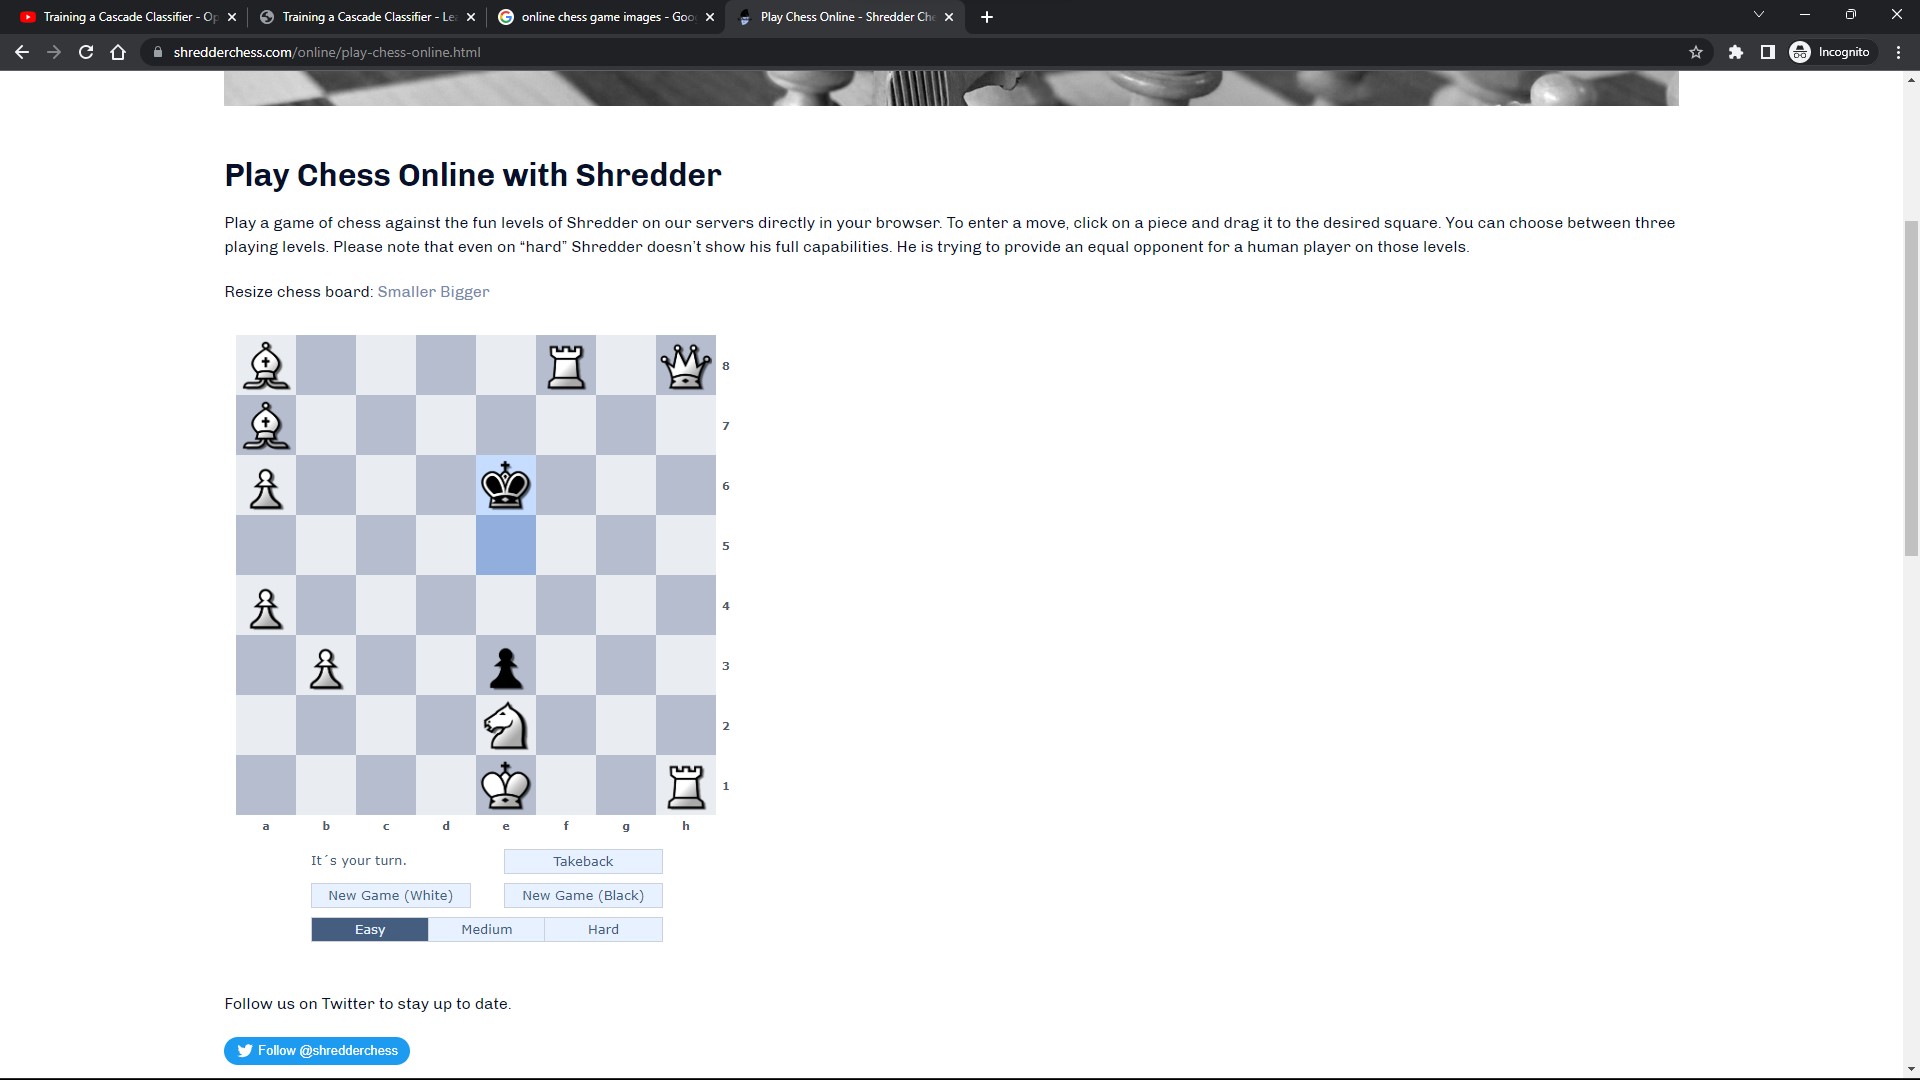 Training a Cascade Classifier - Op
Training a Cascade Classifier - Le
online chess game images - Goo
Play Chess Online - Shredder Che
shredderchess.com/online/play-chess-online.html
Incognito
Play Chess Online with Shredder
Play a game of chess against the fun levels of Shredder on our servers directly in your browser. To enter a move, click on a piece and drag it to the desired square. You can choose between three
playing levels. Please note that even on “hard” Shredder doesn’t show his full capabilities. He is trying to provide an equal opponent for a human player on those levels.
Resize chess board: Smaller Bigger
8
7
6
5
4
3
2
1
a b c d e f g h
It´s your turn. Takeback
New Game (White) New Game (Black)
Easy Medium Hard
Follow us on Twitter to stay up to date.
Follow @shredderchess